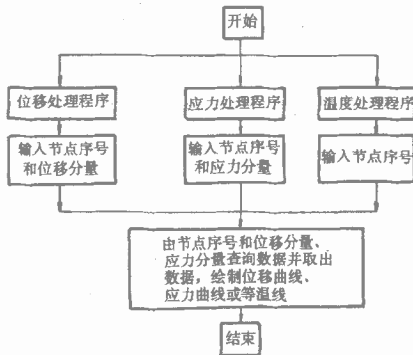 开始
位移处理程序
应力处理程序
温度处理程序
输入节点序号
和位移分量
输入节点序号
和应力分量
输入节点序号
由节点序号和位移分量、
应力分量查询数据并取出
数据，绘制位移曲线、
应力曲线或等温线
结束